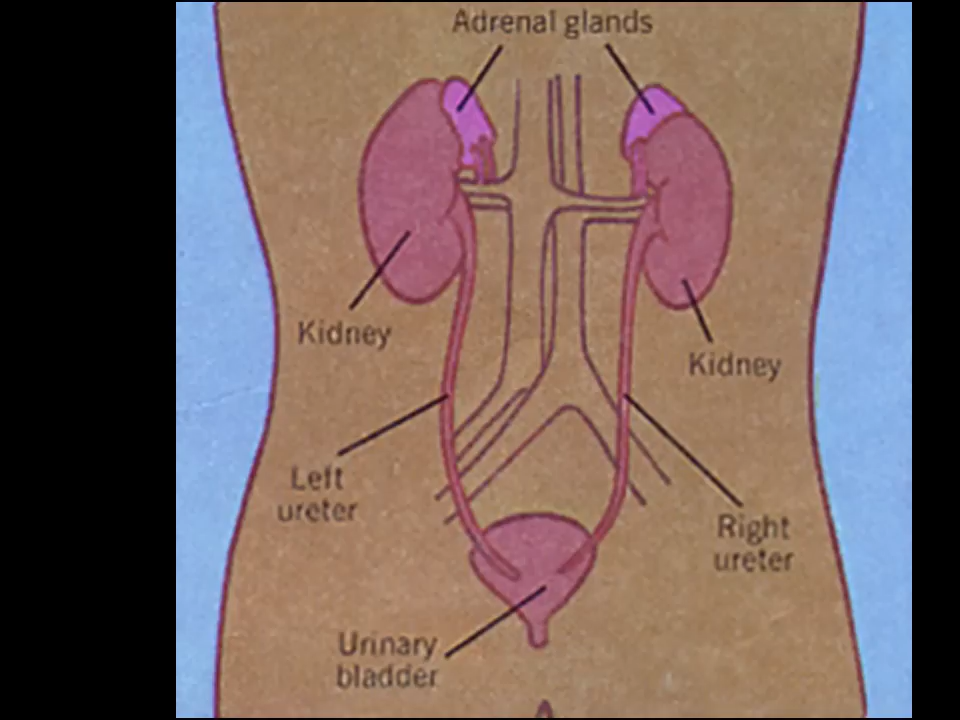 Adrenal glands
Kidney
Kidney
Left
ureter
Right
ureter
Urinary
bladder